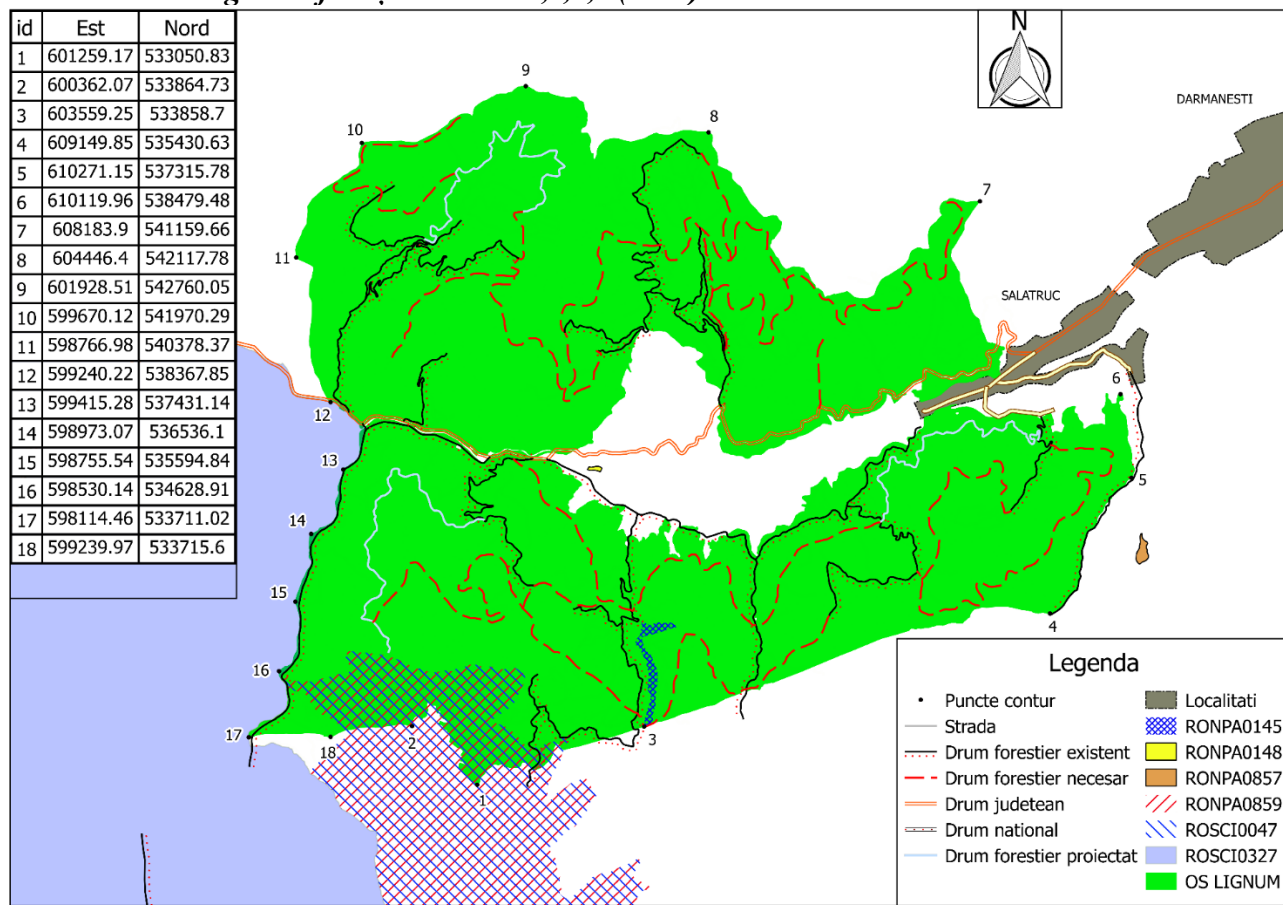 id Est Nord
1 601259.17 533050.83
2 600362.07 533864.73
3 603559.25 533858.7
4 609149.85 535430.63
5 610271.15 537315.78
6 610119.96 538479.48
7 608183.9 541159.66
8 604446.4 542117.78
9 601928.51 542760.05
10 599670.12 541970.29
11 598766.98 540378.37
12 599240.22 538367.85
13 599415.28 537431.14
14 598973.07 536536.1
15 598755.54 535594.84
16 598530.14 534628.91
17 598114.46 533711.02
18 599239.97 533715.6
N
DARMANESTI
9
8
10
7
11
SALATRUC
6
12
13
5
14
15
4
16
2
3
17
18
1
Legenda
Puncte contur
Strada
Drum forestier existent
Drum forestier necesar
Drum judetean
Drum national
Drum forestier proiectat
Localitati
RONPA0145
RONPA0148
RONPA0857
RONPA0859
ROSCI0047
ROSCI0327
OS LIGNUM